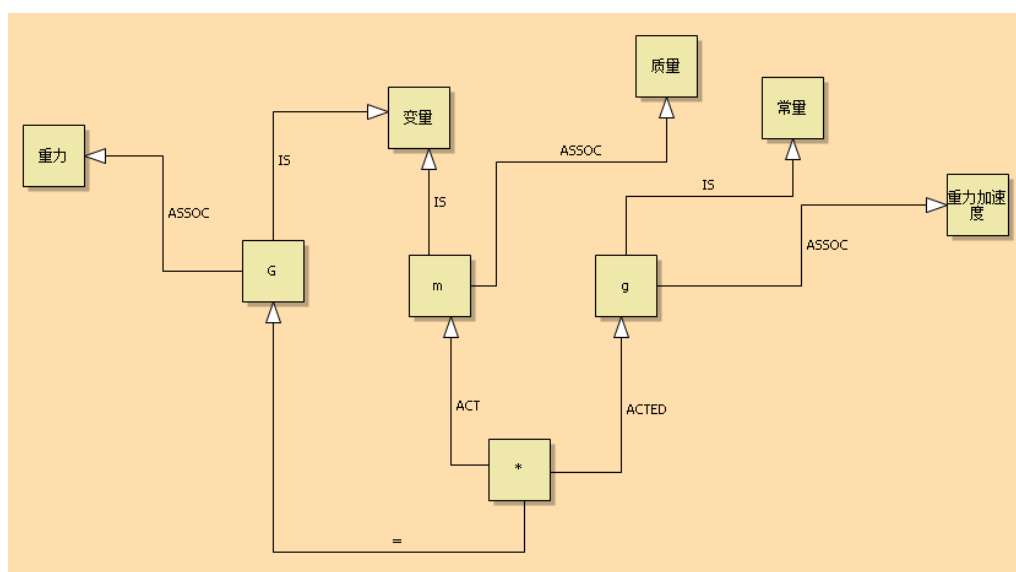 质量
常量
变量
重力
ASSOC
IS
IS
重力加速
度
IS
ASSOC
ASSOC
G
m
g
ACT
ACTED
*
=